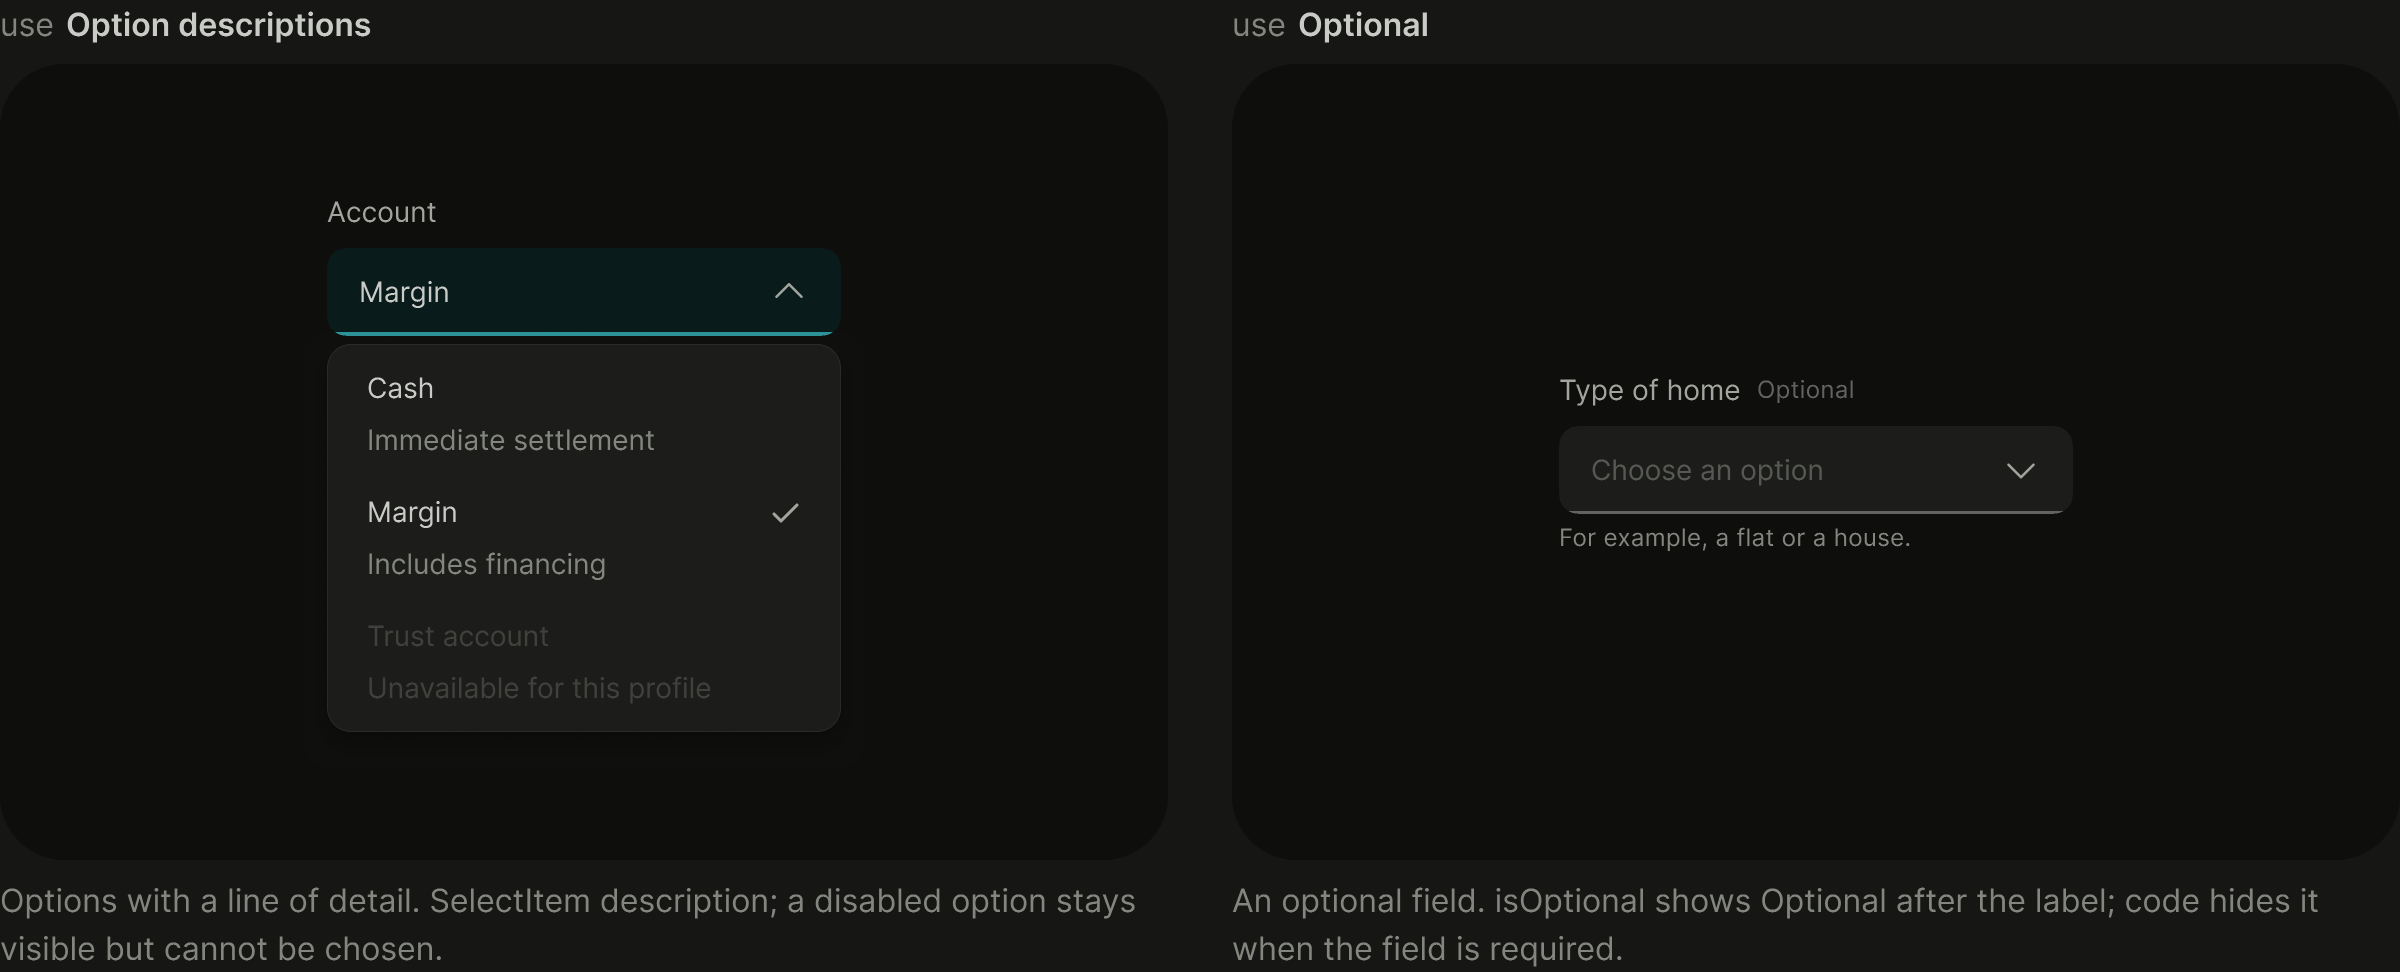 use Option descriptions
Account
Margin
Cash
Immediate settlement
Margin
Includes financing
Trust account
Unavailable for this profile
Options with a line of detail. SelectItem description; a disabled option stays
visible but cannot be chosen.
use Optional
Type of home Optional
Choose an option
For example, a flat or a house.
An optional field. isOptional shows Optional after the label; code hides it
when the field is required.